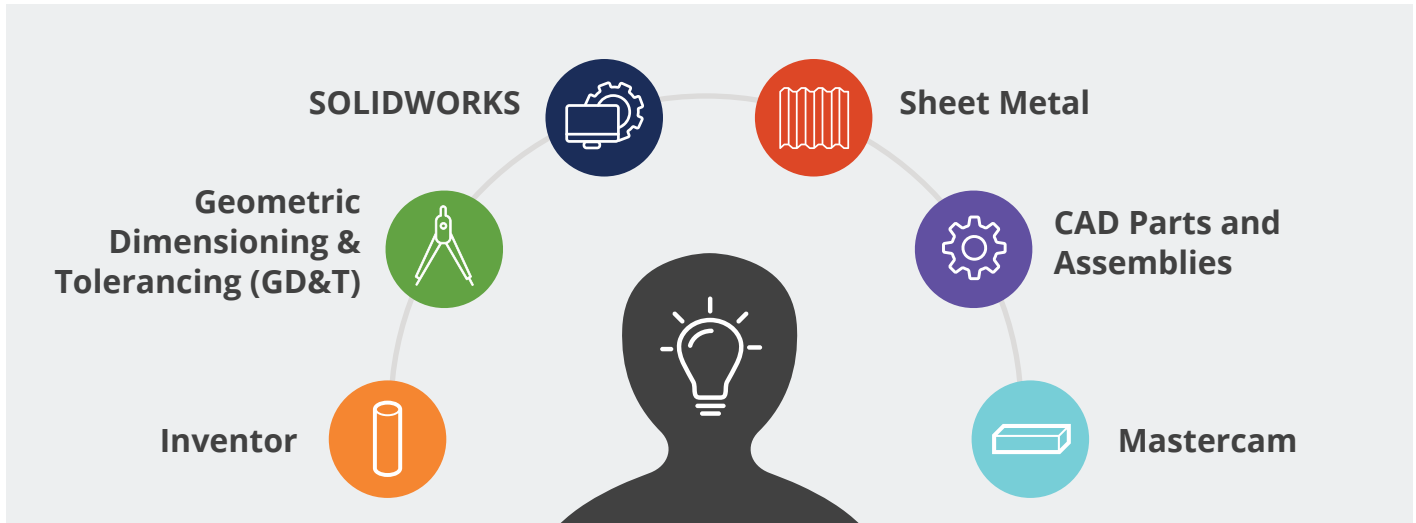 SOLIDWORKS
Sheet Metal
Geometric
Dimensioning &
Tolerancing (GD&T)
CAD Parts and
Assemblies
Inventor
Mastercam